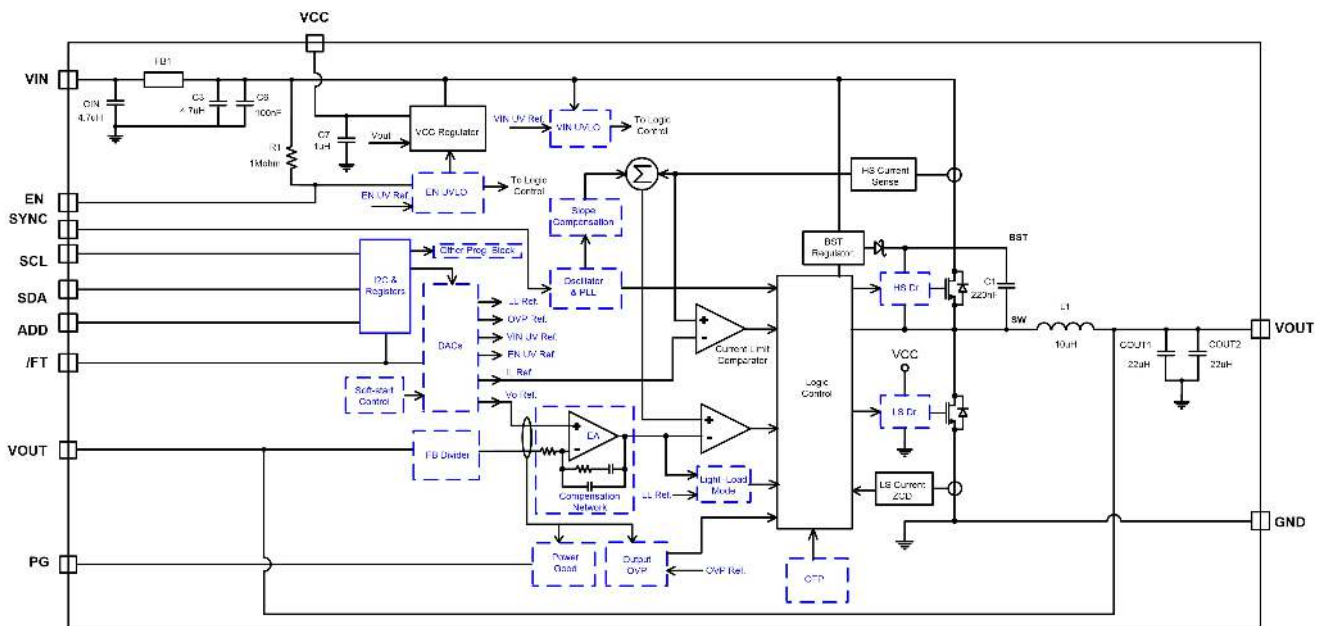 VCC
VIN
FB1
CIN
4.7uH
C3
4.7uH
C6
100nF
R1
1Mohm
C7
1uH
Vout
VCC Regulator
VIN UV Ref.
VIN UVLO
To Logic
Control
EN
EN UV Ref
EN UVLO
To Logic
Control
Σ
HS Current
Sense
SYNC
Slope
Compensation
SCL
I2C &
Registers
Other Prog. Block
Oscillator
& PLL
BST
Regulator
BST
HS Dr
C1
220nF
SDA
ADD
/FT
DACs
LL Ref.
OVP Ref.
VIN UV Ref.
EN UV Ref.
IL Ref
Vo Ref.
Current Limit
Comparator
Logic
Control
SW
L1
10uH
COUT1
22uH
COUT2
22uH
VOUT
VCC
LS Dr
Soft-start
Control
VOUT
FB Divider
EA
Compensation
Network
LL Ref.
Light-Load
Mode
LS Current
ZCD
GND
PG
Power
Good
Output
OVP
OVP Ref.
OTP